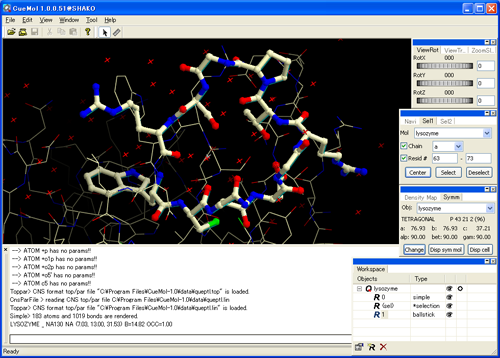 CueMol 1.0.0.51@SHAKO
File Edit View Window Tool Help
ViewRot ViewTr.. ZoomSl..
RotX 000
0
RotY 000
0
RotZ 000
0
Navi Sel1 Sel2
Mol lysozyme
Chain a
Resid # 63 - 73
Center Select Deselect
Density Map Symm
Obj: lysozyme
TETRAGONAL P 43 21 2 (96)
a: 76.93 b: 76.93 c: 37.21
alp: 90.00 bet: 90.00 gam: 90.00
Change Disp sym mol Disp cell
---> ATOM *p has no params!!
---> ATOM *o1p has no params!!
---> ATOM *o2p has no params!!
---> ATOM *o5' has no params!!
---> ATOM c5 has no params!!
Toppar> CNS format top/par file "C:¥Program Files¥CueMol-1.0¥data¥queptl.top" is loaded.
CnsParFile> reading CNS top/par file C:¥Program Files¥CueMol-1.0¥data¥queptl.lin
Toppar> CNS format top/par file "C:¥Program Files¥CueMol-1.0¥data¥queptl.lin" is loaded.
Simple> 183 atoms and 1019 bonds are rendered.
LYSOZYME _ NA130 NA (7.03, 13.00, 31.53) B=14.82 OCC=1.00
Workspace
Objects Type
lysozyme
0 simple
(sel) *selection
1 ballstick
Ready